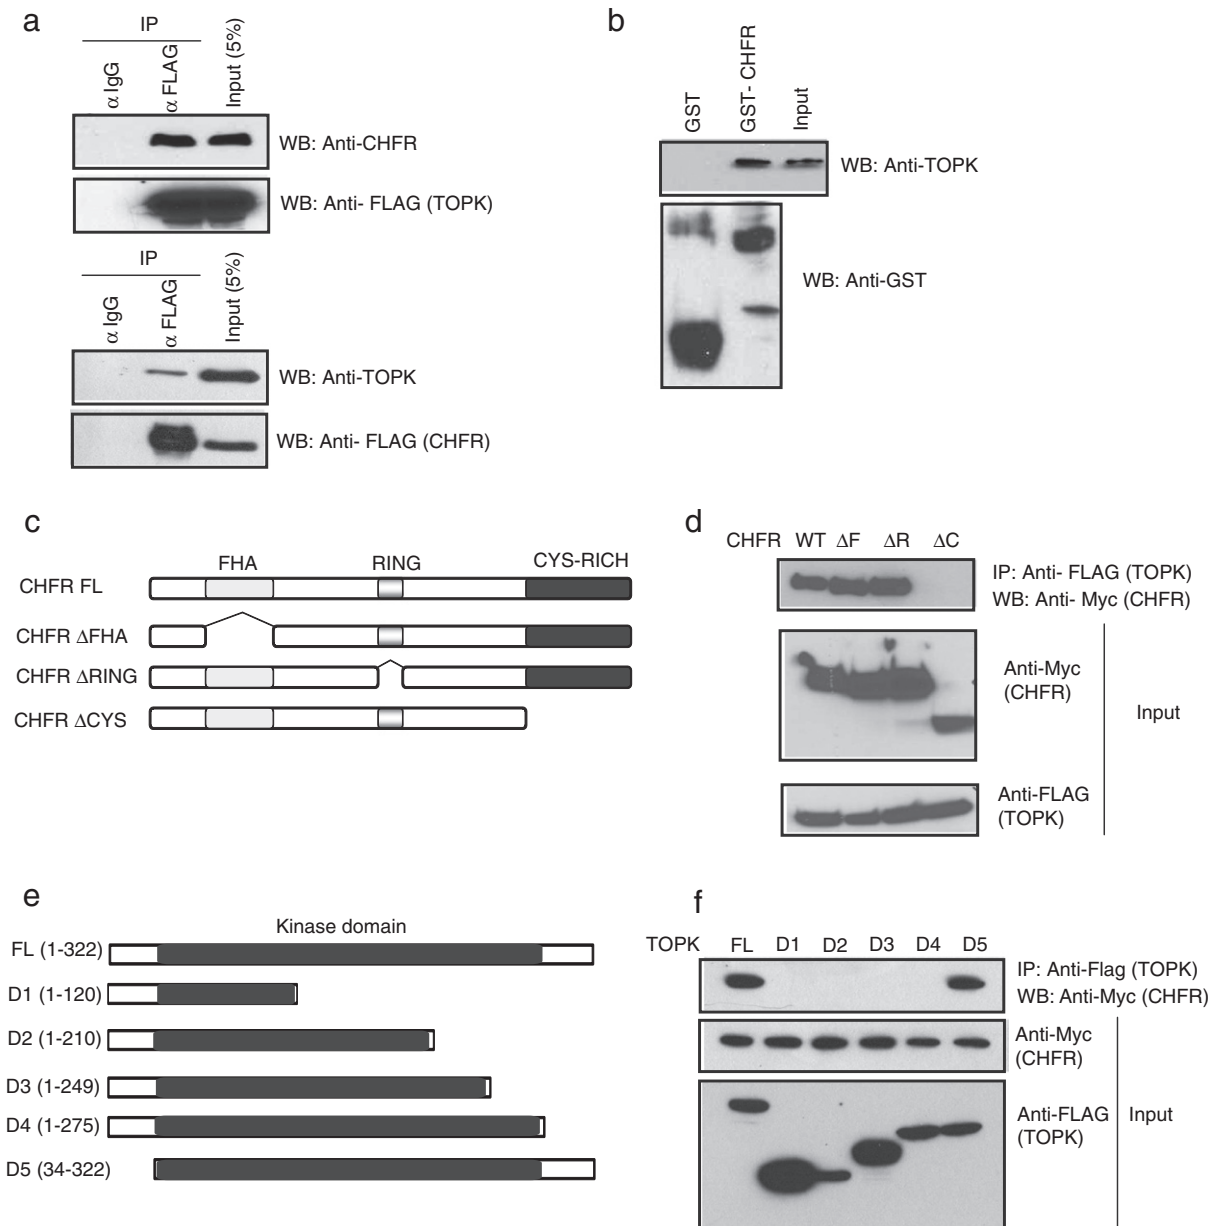 a
IP
α IgG
α FLAG
Input (5%)
WB: Anti-CHFR
WB: Anti- FLAG (TOPK)
IP
α IgG
α FLAG
Input (5%)
WB: Anti-TOPK
WB: Anti- FLAG (CHFR)
b
GST
GST- CHFR
Input
WB: Anti-TOPK
WB: Anti-GST
c
FHA RING CYS-RICH
CHFR FL
CHFR ΔFHA
CHFR ΔRING
CHFR ΔCYS
d
CHFR WT ΔF ΔR ΔC
IP: Anti- FLAG (TOPK)
WB: Anti- Myc (CHFR)
Anti-Myc
(CHFR)
Input
Anti-FLAG
(TOPK)
e
Kinase domain
FL (1-322)
D1 (1-120)
D2 (1-210)
D3 (1-249)
D4 (1-275)
D5 (34-322)
f
TOPK FL D1 D2 D3 D4 D5
IP: Anti-Flag (TOPK)
WB: Anti-Myc (CHFR)
Anti-Myc
(CHFR)
Anti-FLAG
(TOPK)
Input